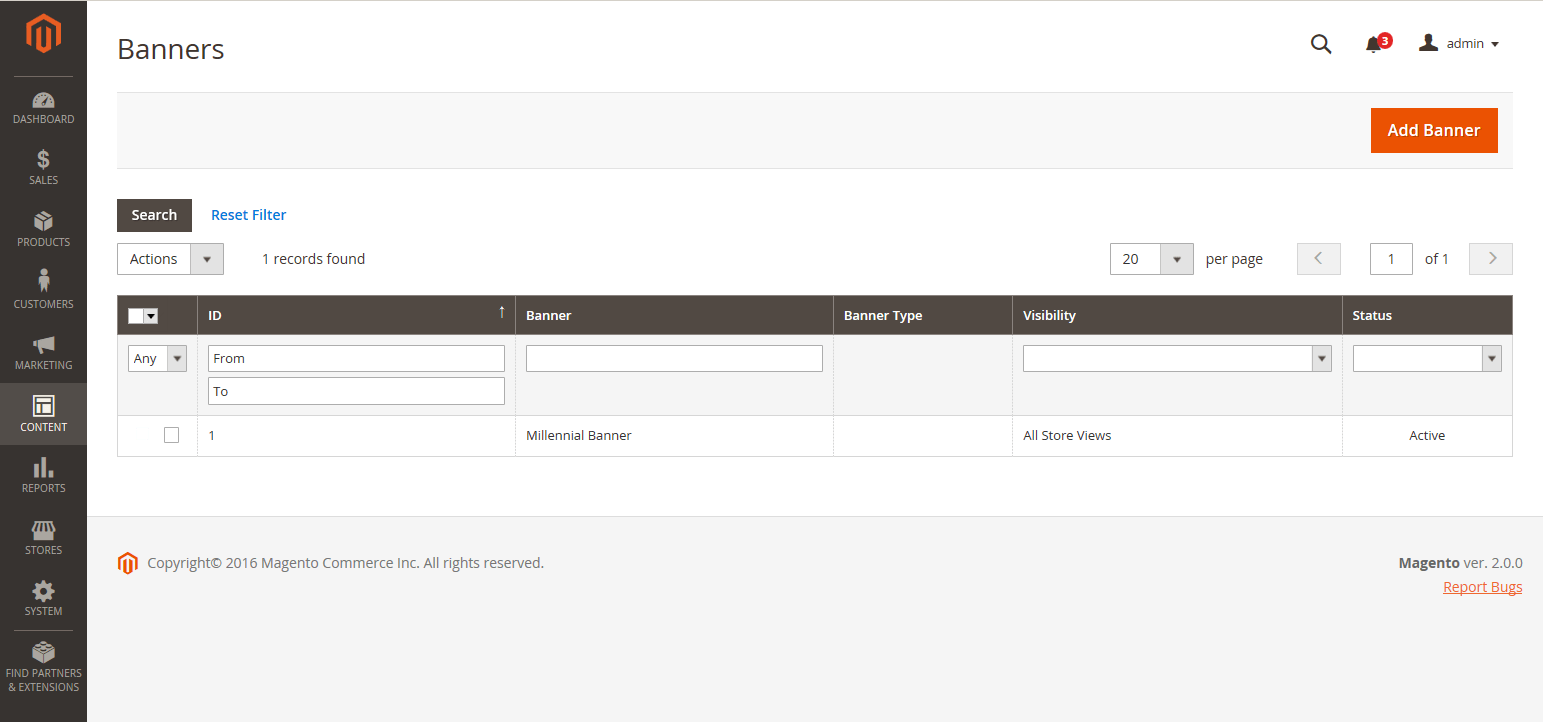 Banners
3
admin
Add Banner
DASHBOARD
SALES
PRODUCTS
CUSTOMERS
MARKETING
CONTENT
REPORTS
STORES
SYSTEM
FIND PARTNERS
& EXTENSIONS
Search Reset Filter
Actions 1 records found 20 per page 1 of 1
ID ↑ Banner Banner Type Visibility Status
Any From
To
1 Millennial Banner All Store Views Active
Copyright© 2016 Magento Commerce Inc. All rights reserved.
Magento ver. 2.0.0
Report Bugs